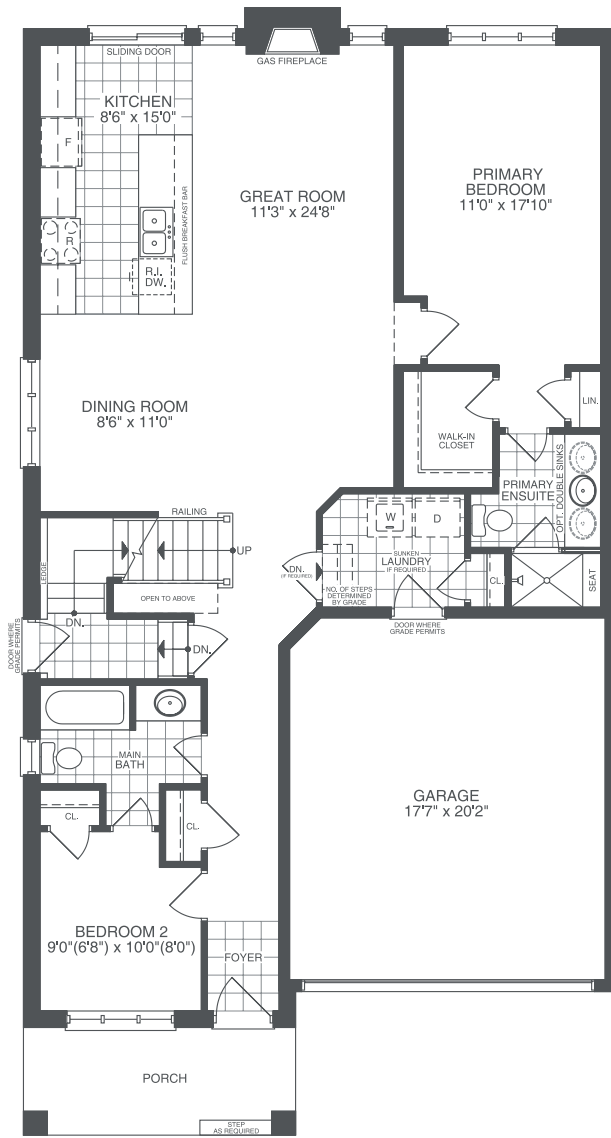 SLIDING DOOR
GAS FIREPLACE
KITCHEN
8'6" x 15'0"
F
R
FLUSH BREAKFAST BAR
R.I.
DW.
GREAT ROOM
11'3" x 24'8"
PRIMARY
BEDROOM
11'0" x 17'10"
DINING ROOM
8'6" x 11'0"
WALK-IN
CLOSET
LIN.
PRIMARY
ENSUITE
OPT. DOUBLE SINKS
SEAT
RAILING
LEDGE
UP
OPEN TO ABOVE
DN.
DN.
DOOR WHERE
GRADE PERMITS
W
D
SUNKEN
LAUNDRY
IF REQUIRED
DN.
(IF REQUIRED)
NO. OF STEPS
DETERMINED
BY GRADE
CL.
DOOR WHERE
GRADE PERMITS
MAIN
BATH
CL.
CL.
GARAGE
17'7" x 20'2"
BEDROOM 2
9'0"(6'8") x 10'0"(8'0")
FOYER
PORCH
STEP
AS REQUIRED